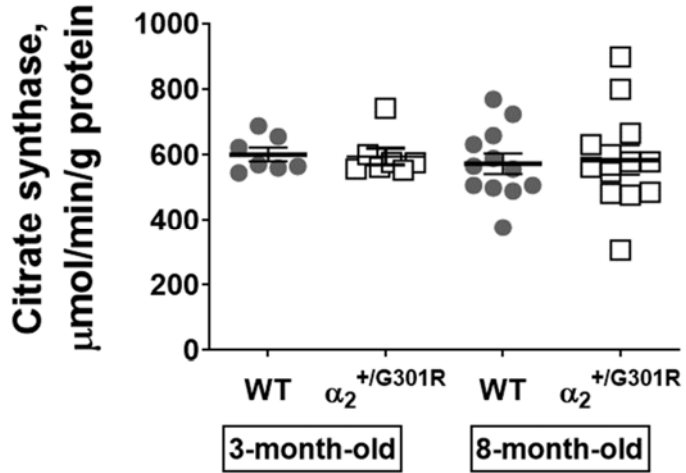 Citrate synthase,
μmol/min/g protein
1000
800
600
400
200
0
WT α₂⁺/G301R WT α₂⁺/G301R
3-month-old 8-month-old